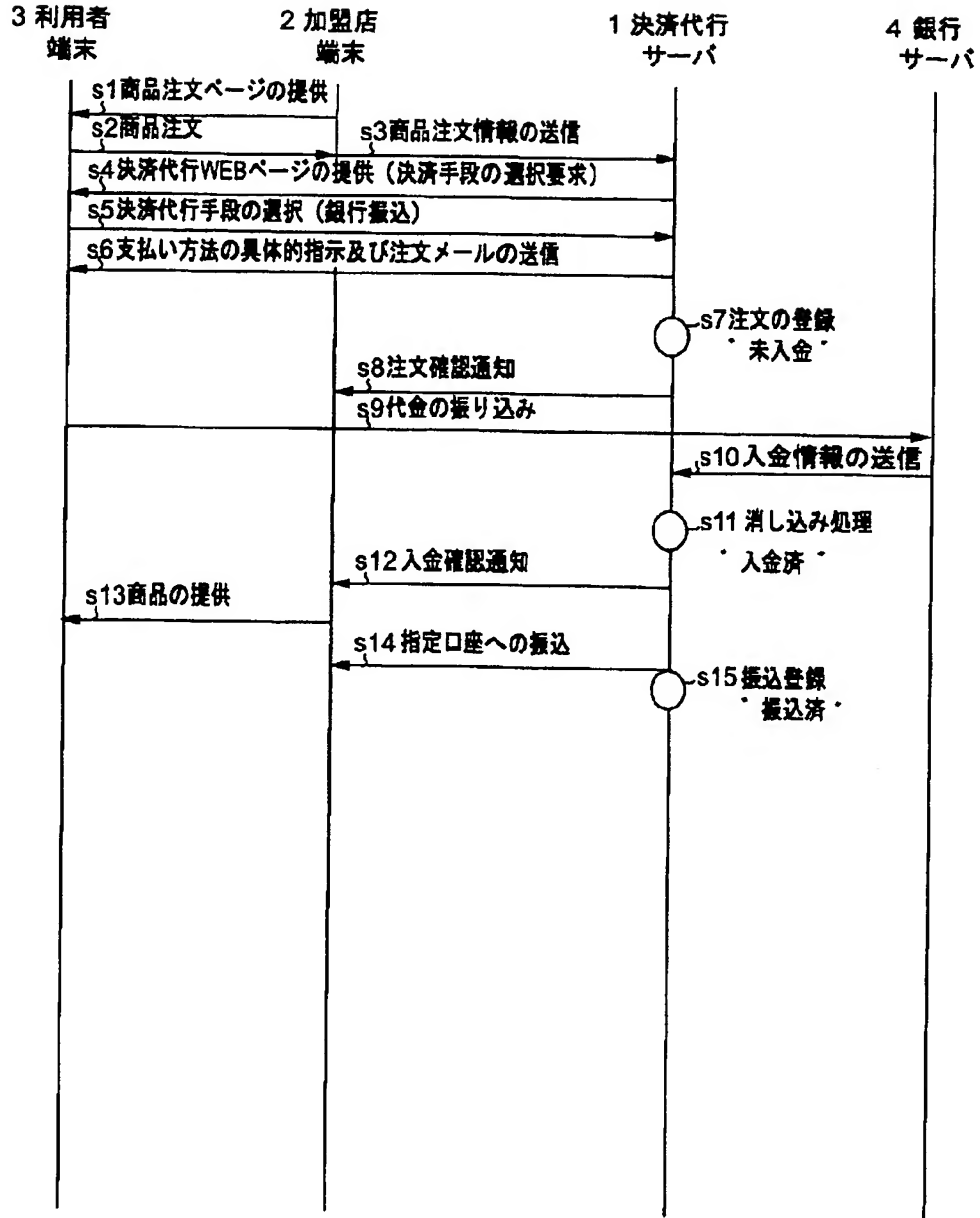 3 利用者
端末
2 加盟店
端末
1 決済代行
サーバ
4 銀行
サーバ
s1商品注文ページの提供
s2商品注文
s3商品注文情報の送信
s4決済代行WEBページの提供（決済手段の選択要求）
s5決済代行手段の選択（銀行振込）
s6支払い方法の具体的指示及び注文メールの送信
s7注文の登録
"未入金"
s8注文確認通知
s9代金の振り込み
s10入金情報の送信
s11 消し込み処理
"入金済"
s12入金確認通知
s13商品の提供
s14指定口座への振込
s15振込登録
"振込済"